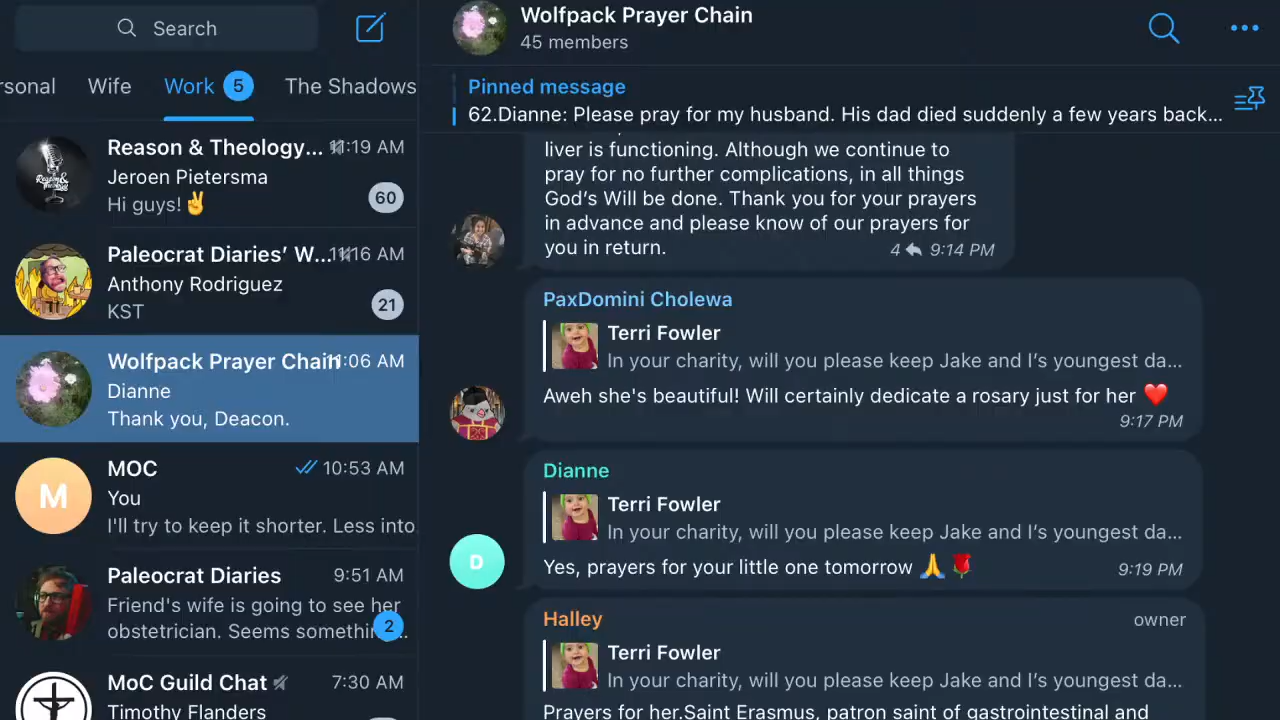 Search
rsonal
Wife
Work 5
The Shadows
Reason & Theology... 11:19 AM
Jeroen Pietersma
Hi guys!✌️
60
Paleocrat Diaries’ W... 11:16 AM
Anthony Rodriguez
KST
21
Wolfpack Prayer Chain 11:06 AM
Dianne
Thank you, Deacon.
M
MOC 10:53 AM
You
I'll try to keep it shorter. Less into
Paleocrat Diaries 9:51 AM
Friend's wife is going to see her
obstetrician. Seems somethin...
2
MoC Guild Chat 7:30 AM
Timothy Flanders
Wolfpack Prayer Chain
45 members
Pinned message
62.Dianne: Please pray for my husband. His dad died suddenly a few years back...
liver is functioning. Although we continue to
pray for no further complications, in all things
God’s Will be done. Thank you for your prayers
in advance and please know of our prayers for
you in return.
4 9:14 PM
PaxDomini Cholewa
Terri Fowler
In your charity, will you please keep Jake and I’s youngest da...
Aweh she's beautiful! Will certainly dedicate a rosary just for her ❤️
9:17 PM
Dianne
Terri Fowler
In your charity, will you please keep Jake and I’s youngest da...
D
Yes, prayers for your little one tomorrow 🙏🌹
9:19 PM
Halley owner
Terri Fowler
In your charity, will you please keep Jake and I’s youngest da...
Prayers for her.Saint Erasmus, patron saint of gastrointestinal and